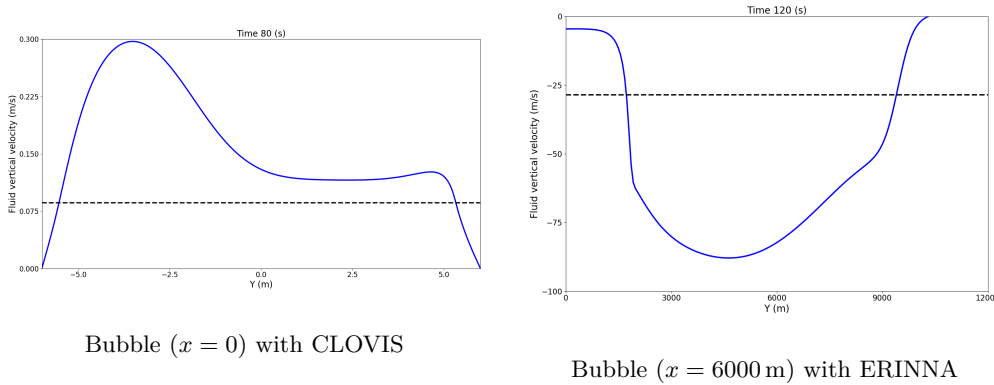 Time 80 (s)
0.300
0.225
0.150
0.075
0.000
Fluid vertical velocity (m/s)
−5.0 −2.5 0.0 2.5 5.0
Y (m)
Bubble (x = 0) with CLOVIS
Time 120 (s)
0
−25
−50
−75
−100
Fluid vertical velocity (m/s)
0 3000 6000 9000 1200
Y (m)
Bubble (x = 6000 m) with ERINNA